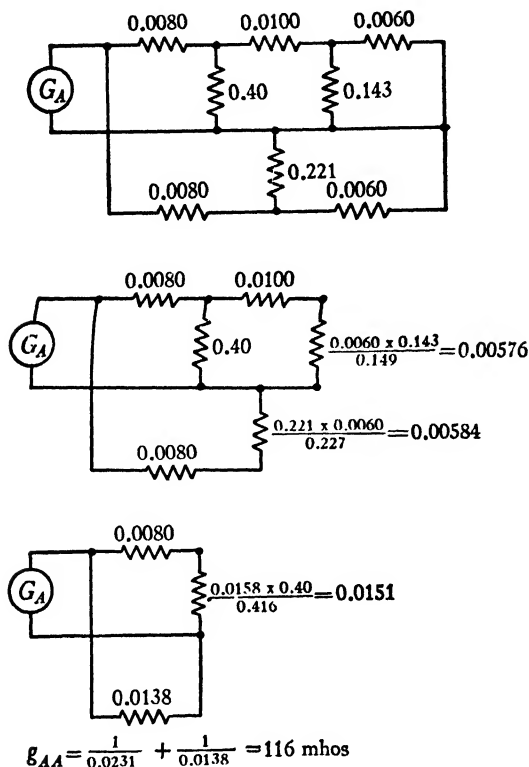 0.0080 0.0100 0.0060
G_A
0.40 0.143
0.221
0.0080 0.0060
0.0080 0.0100
G_A
0.40
0.0060 x 0.143 / 0.149 = 0.00576
0.221 x 0.0060 / 0.227 = 0.00584
0.0080
0.0080
G_A
0.0158 x 0.40 / 0.416 = 0.0151
0.0138
g_AA = 1 / 0.0231 + 1 / 0.0138 = 116 mhos